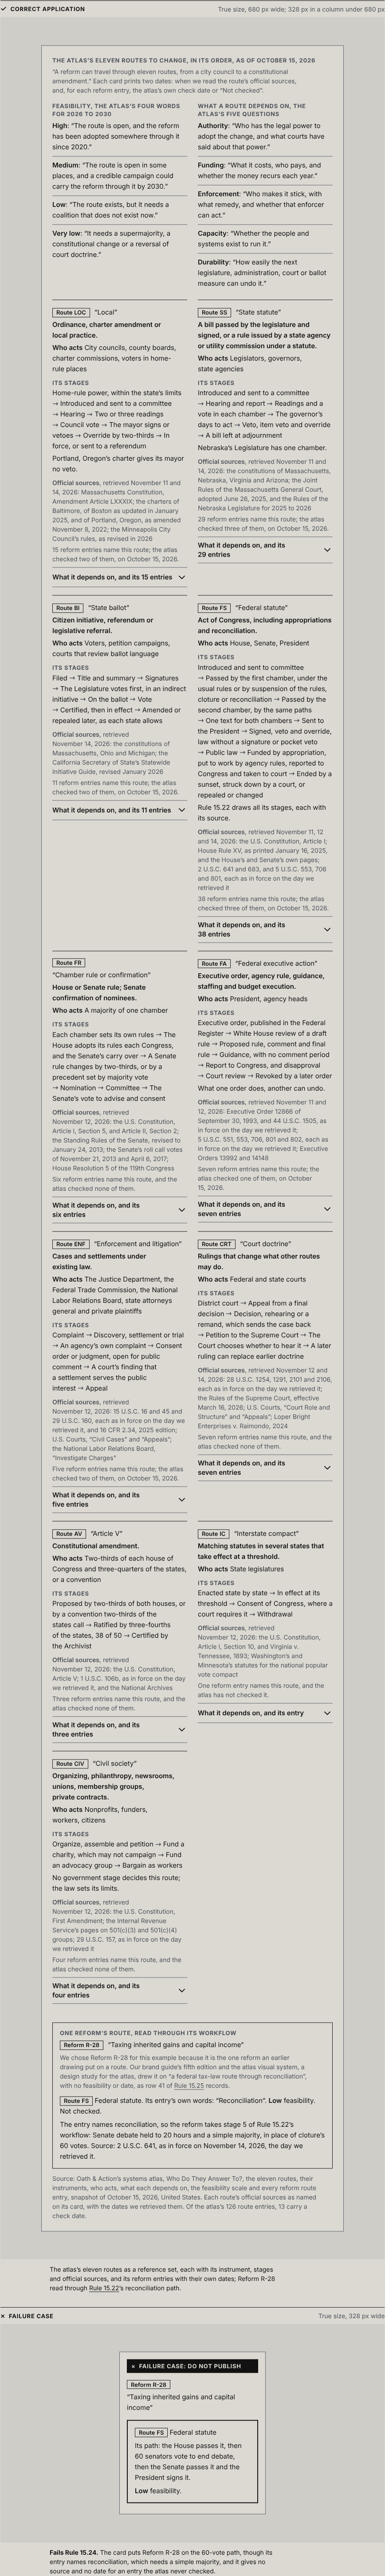 ✓ CORRECT APPLICATION
True size, 680 px wide; 328 px in a column under 680 px
THE ATLAS'S ELEVEN ROUTES TO CHANGE, IN ITS ORDER, AS OF OCTOBER 15, 2026
“A reform can travel through eleven routes, from a city council to a constitutional
amendment.” Each card prints two dates: when we read the route's official sources,
and, for each reform entry, the atlas's own check date or “Not checked”.
FEASIBILITY, THE ATLAS'S FOUR WORDS
FOR 2026 TO 2030
High: “The route is open, and the reform
has been adopted somewhere through it
since 2020.”
Medium: “The route is open in some
places, and a credible campaign could
carry the reform through it by 2030.”
Low: “The route exists, but it needs a
coalition that does not exist now.”
Very low: “It needs a supermajority, a
constitutional change or a reversal of
court doctrine.”
WHAT A ROUTE DEPENDS ON, THE
ATLAS'S FIVE QUESTIONS
Authority: “Who has the legal power to
adopt the change, and what courts have
said about that power.”
Funding: “What it costs, who pays, and
whether the money recurs each year.”
Enforcement: “Who makes it stick, with
what remedy, and whether that enforcer
can act.”
Capacity: “Whether the people and
systems exist to run it.”
Durability: “How easily the next
legislature, administration, court or ballot
measure can undo it.”
Route LOC “Local”
Ordinance, charter amendment or
local practice.
Who acts City councils, county boards,
charter commissions, voters in home-
rule places
ITS STAGES
Home-rule power, within the state's limits
→ Introduced and sent to a committee
→ Hearing → Two or three readings
→ Council vote → The mayor signs or
vetoes → Override by two-thirds → In
force, or sent to a referendum
Portland, Oregon's charter gives its mayor
no veto.
Official sources, retrieved November 11 and
14, 2026: Massachusetts Constitution,
Amendment Article LXXXIX; the charters of
Baltimore, of Boston as updated in January
2025, and of Portland, Oregon, as amended
November 8, 2022; the Minneapolis City
Council's rules, as revised in 2026
15 reform entries name this route; the atlas
checked two of them, on October 15, 2026.
What it depends on, and its 15 entries
Route SS “State statute”
A bill passed by the legislature and
signed, or a rule issued by a state agency
or utility commission under a statute.
Who acts Legislators, governors,
state agencies
ITS STAGES
Introduced and sent to a committee
→ Hearing and report → Readings and a
vote in each chamber → The governor's
days to act → Veto, item veto and override
→ A bill left at adjournment
Nebraska's Legislature has one chamber.
Official sources, retrieved November 11 and
14, 2026: the constitutions of Massachusetts,
Nebraska, Virginia and Arizona; the Joint
Rules of the Massachusetts General Court,
adopted June 26, 2025, and the Rules of the
Nebraska Legislature for 2025 to 2026
29 reform entries name this route; the atlas
checked three of them, on October 15, 2026.
What it depends on, and its
29 entries
Route BI “State ballot”
Citizen initiative, referendum or
legislative referral.
Who acts Voters, petition campaigns,
courts that review ballot language
ITS STAGES
Filed → Title and summary → Signatures
→ The Legislature votes first, in an indirect
initiative → On the ballot → Vote
→ Certified, then in effect → Amended or
repealed later, as each state allows
Official sources, retrieved
November 14, 2026: the constitutions of
Massachusetts, Ohio and Michigan; the
California Secretary of State's Statewide
Initiative Guide, revised January 2026
11 reform entries name this route; the atlas
checked two of them, on October 15, 2026.
What it depends on, and its 11 entries
Route FS “Federal statute”
Act of Congress, including appropriations
and reconciliation.
Who acts House, Senate, President
ITS STAGES
Introduced and sent to committee
→ Passed by the first chamber, under the
usual rules or by suspension of the rules,
cloture or reconciliation → Passed by the
second chamber, by the same paths
→ One text for both chambers → Sent to
the President → Signed, veto and override,
law without a signature or pocket veto
→ Public law → Funded by appropriation,
put to work by agency rules, reported to
Congress and taken to court → Ended by a
sunset, struck down by a court, or
repealed or changed
Rule 15.22 draws all its stages, each with
its source.
Official sources, retrieved November 11, 12
and 14, 2026: the U.S. Constitution, Article I;
House Rule XV, as printed January 16, 2025,
and the House's and Senate's own pages;
2 U.S.C. 641 and 683, and 5 U.S.C. 553, 706
and 801, each as in force on the day we
retrieved it
38 reform entries name this route; the atlas
checked three of them, on October 15, 2026.
What it depends on, and its
38 entries
Route FR
“Chamber rule or confirmation”
House or Senate rule; Senate
confirmation of nominees.
Who acts A majority of one chamber
ITS STAGES
Each chamber sets its own rules → The
House adopts its rules each Congress,
and the Senate's carry over → A Senate
rule changes by two-thirds, or by a
precedent set by majority vote
→ Nomination → Committee → The
Senate's vote to advise and consent
Official sources, retrieved
November 12, 2026: the U.S. Constitution,
Article I, Section 5, and Article II, Section 2;
the Standing Rules of the Senate, revised to
January 24, 2013; the Senate's roll call votes
of November 21, 2013 and April 6, 2017;
House Resolution 5 of the 119th Congress
Six reform entries name this route, and the
atlas checked none of them.
What it depends on, and its
six entries
Route FA “Federal executive action”
Executive order, agency rule, guidance,
staffing and budget execution.
Who acts President, agency heads
ITS STAGES
Executive order, published in the Federal
Register → White House review of a draft
rule → Proposed rule, comment and final
rule → Guidance, with no comment period
→ Report to Congress, and disapproval
→ Court review → Revoked by a later order
What one order does, another can undo.
Official sources, retrieved November 11 and
12, 2026: Executive Order 12866 of
September 30, 1993, and 44 U.S.C. 1505, as
in force on the day we retrieved it;
5 U.S.C. 551, 553, 706, 801 and 802, each as
in force on the day we retrieved it; Executive
Orders 13992 and 14148
Seven reform entries name this route; the
atlas checked one of them, on October
15, 2026.
What it depends on, and its
seven entries
Route ENF “Enforcement and litigation”
Cases and settlements under
existing law.
Who acts The Justice Department, the
Federal Trade Commission, the National
Labor Relations Board, state attorneys
general and private plaintiffs
ITS STAGES
Complaint → Discovery, settlement or trial
→ An agency's own complaint → Consent
order or judgment, open for public
comment → A court's finding that
a settlement serves the public
interest → Appeal
Official sources, retrieved
November 12, 2026: 15 U.S.C. 16 and 45 and
29 U.S.C. 160, each as in force on the day we
retrieved it, and 16 CFR 2.34, 2025 edition;
U.S. Courts, “Civil Cases” and “Appeals”;
the National Labor Relations Board,
“Investigate Charges”
Five reform entries name this route; the atlas
checked two of them, on October 15, 2026.
What it depends on, and its
five entries
Route CRT “Court doctrine”
Rulings that change what other routes
may do.
Who acts Federal and state courts
ITS STAGES
District court → Appeal from a final
decision → Decision, rehearing or a
remand, which sends the case back
→ Petition to the Supreme Court → The
Court chooses whether to hear it → A later
ruling can replace earlier doctrine
Official sources, retrieved November 12 and
14, 2026: 28 U.S.C. 1254, 1291, 2101 and 2106,
each as in force on the day we retrieved it;
the Rules of the Supreme Court, effective
March 16, 2026; U.S. Courts, “Court Role and
Structure” and “Appeals”; Loper Bright
Enterprises v. Raimondo, 2024
Seven reform entries name this route, and the
atlas checked none of them.
What it depends on, and its
seven entries
Route AV “Article V”
Constitutional amendment.
Who acts Two-thirds of each house of
Congress and three-quarters of the states,
or a convention
ITS STAGES
Proposed by two-thirds of both houses, or
by a convention two-thirds of the
states call → Ratified by three-fourths
of the states, 38 of 50 → Certified by
the Archivist
Official sources, retrieved
November 12, 2026: the U.S. Constitution,
Article V; 1 U.S.C. 106b, as in force on the day
we retrieved it, and the National Archives
Three reform entries name this route, and the
atlas checked none of them.
What it depends on, and its
three entries
Route IC “Interstate compact”
Matching statutes in several states that
take effect at a threshold.
Who acts State legislatures
ITS STAGES
Enacted state by state → In effect at its
threshold → Consent of Congress, where a
court requires it → Withdrawal
Official sources, retrieved
November 12, 2026: the U.S. Constitution,
Article I, Section 10, and Virginia v.
Tennessee, 1893; Washington's and
Minnesota's statutes for the national popular
vote compact
One reform entry names this route, and the
atlas has not checked it.
What it depends on, and its entry
Route CIV “Civil society”
Organizing, philanthropy, newsrooms,
unions, membership groups,
private contracts.
Who acts Nonprofits, funders,
workers, citizens
ITS STAGES
Organize, assemble and petition → Fund a
charity, which may not campaign → Fund
an advocacy group → Bargain as workers
No government stage decides this route;
the law sets its limits.
Official sources, retrieved
November 12, 2026: the U.S. Constitution,
First Amendment; the Internal Revenue
Service's pages on 501(c)(3) and 501(c)(4)
groups; 29 U.S.C. 157, as in force on the day
we retrieved it
Four reform entries name this route, and the
atlas checked none of them.
What it depends on, and its
four entries
ONE REFORM'S ROUTE, READ THROUGH ITS WORKFLOW
Reform R-28 “Taxing inherited gains and capital income”
We chose Reform R-28 for this example because it is the one reform an earlier
drawing put on a route. Our brand guide's fifth edition and the atlas visual system, a
design study for the atlas, drew it on “a federal tax-law route through reconciliation”,
with no feasibility or date, as row 41 of Rule 15.25 records.
Route FS Federal statute. Its entry's own words: “Reconciliation”. Low feasibility.
Not checked.
The entry names reconciliation, so the reform takes stage 5 of Rule 15.22's
workflow: Senate debate held to 20 hours and a simple majority, in place of cloture's
60 votes. Source: 2 U.S.C. 641, as in force on November 14, 2026, the day we
retrieved it.
Source: Oath & Action's systems atlas, Who Do They Answer To?, the eleven routes, their
instruments, who acts, what each depends on, the feasibility scale and every reform route
entry, snapshot of October 15, 2026, United States. Each route's official sources as named
on its card, with the dates we retrieved them. Of the atlas's 126 route entries, 13 carry a
check date.
The atlas's eleven routes as a reference set, each with its instrument, stages
and official sources, and its reform entries with their own dates; Reform R-28
read through Rule 15.22's reconciliation path.
× FAILURE CASE
True size, 328 px wide
× FAILURE CASE: DO NOT PUBLISH
Reform R-28
“Taxing inherited gains and capital
income”
Route FS Federal statute
Its path: the House passes it, then
60 senators vote to end debate,
then the Senate passes it and the
President signs it.
Low feasibility.
Fails Rule 15.24. The card puts Reform R-28 on the 60-vote path, though its
entry names reconciliation, which needs a simple majority, and it gives no
source and no date for an entry the atlas never checked.